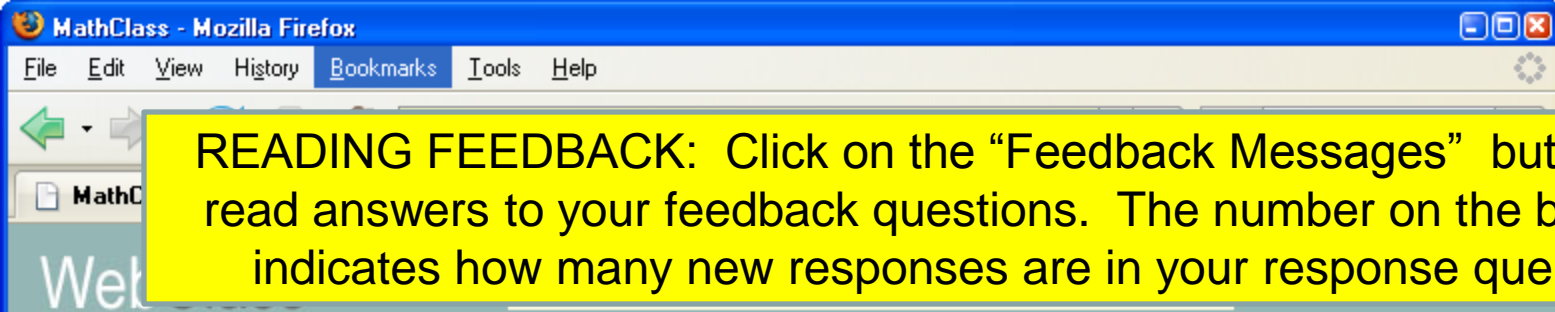 MathClass - Mozilla Firefox
File Edit View History Bookmarks Tools Help
READING FEEDBACK: Click on the “Feedback Messages” but
read answers to your feedback questions. The number on the b
indicates how many new responses are in your response que
MathC
Web